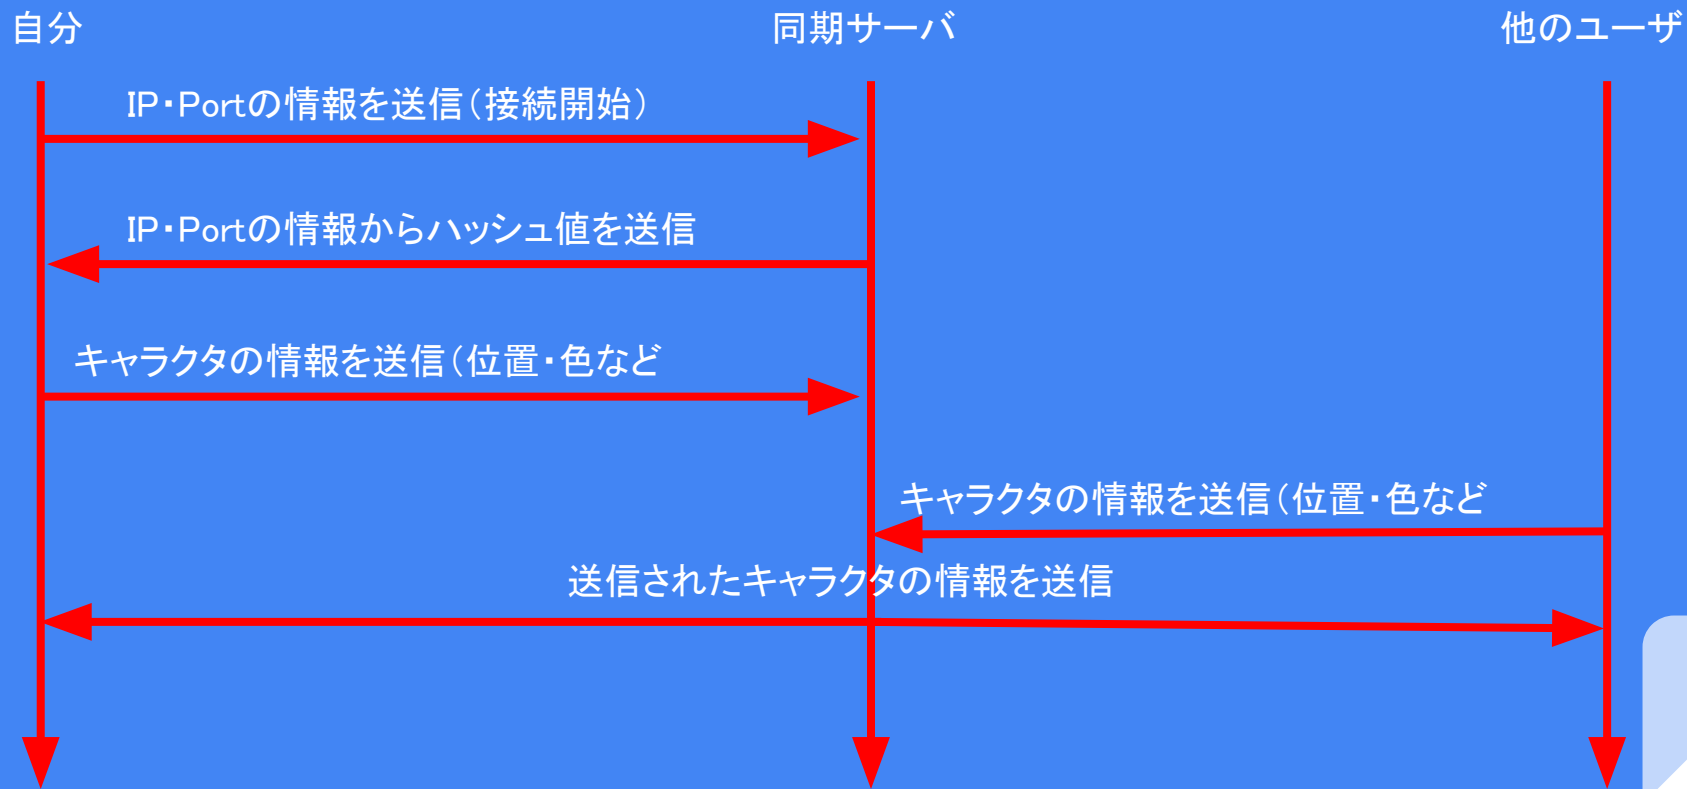 自分
同期サーバ
他のユーザ
IP・Portの情報を送信（接続開始）
IP・Portの情報からハッシュ値を送信
キャラクタの情報を送信（位置・色など
キャラクタの情報を送信（位置・色など
送信されたキャラクタの情報を送信